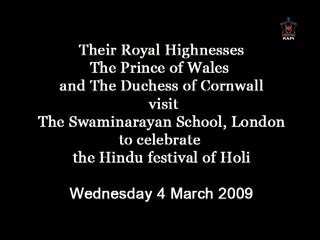 Their Royal Highnesses
The Prince of Wales
and The Duchess of Cornwall
visit
The Swaminarayan School, London
to celebrate
the Hindu festival of Holi
Wednesday 4 March 2009